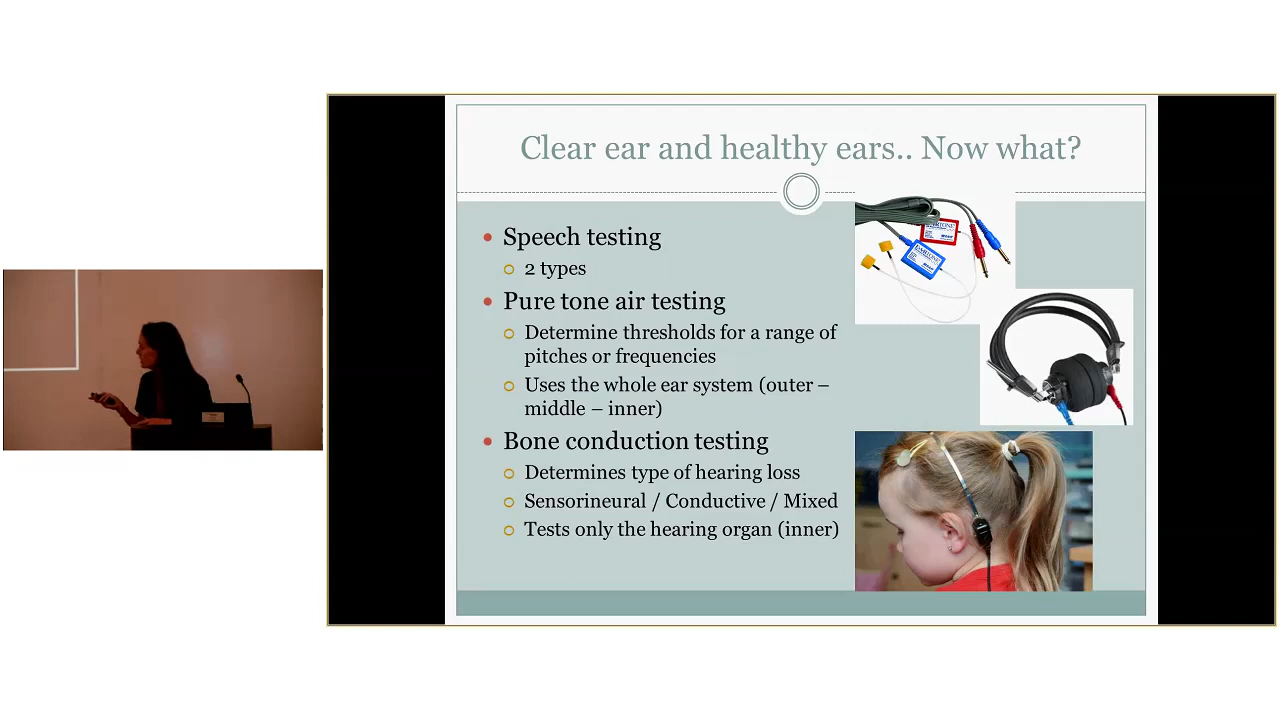 Clear ear and healthy ears.. Now what?
Speech testing
2 types
Pure tone air testing
Determine thresholds for a range of
pitches or frequencies
Uses the whole ear system (outer –
middle – inner)
Bone conduction testing
Determines type of hearing loss
Sensorineural / Conductive / Mixed
Tests only the hearing organ (inner)